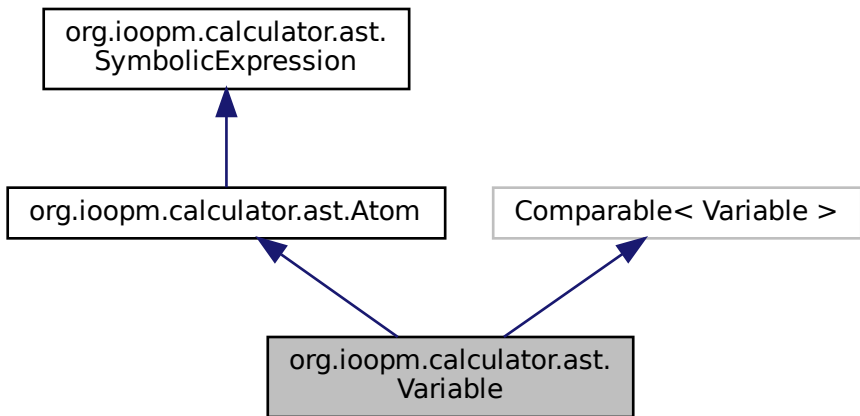 org.ioopm.calculator.ast.
SymbolicExpression
org.ioopm.calculator.ast.Atom
Comparable< Variable >
org.ioopm.calculator.ast.
Variable